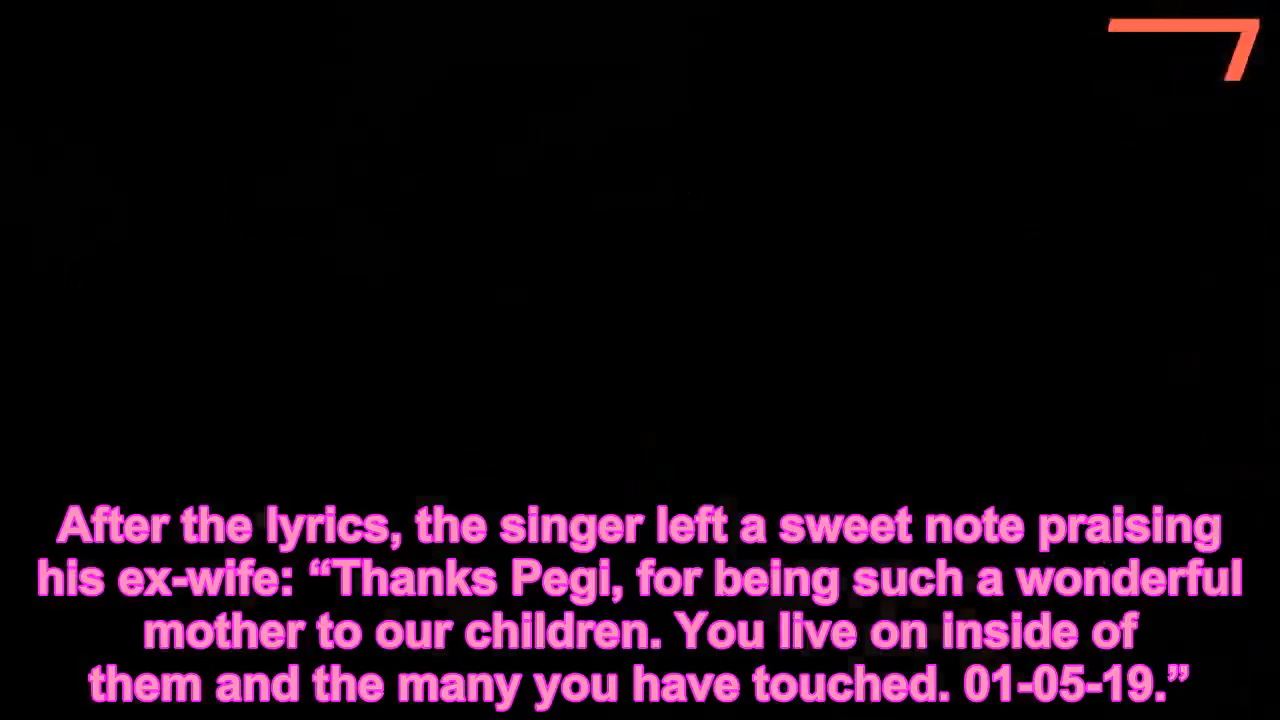 After the lyrics, the singer left a sweet note praising
his ex-wife: “Thanks Pegi, for being such a wonderful
mother to our children. You live on inside of
them and the many you have touched. 01-05-19.”